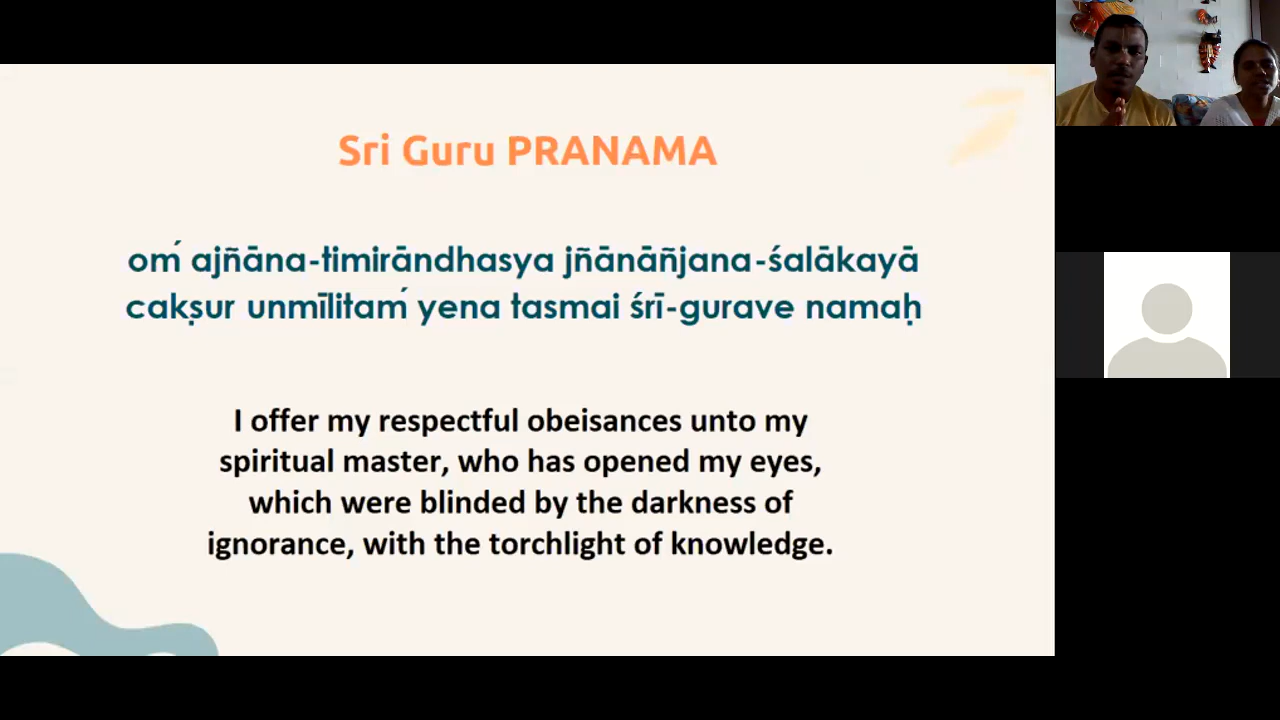 Sri Guru PRANAMA
oḿ ajñāna-timirāndhasya jñānāñjana-śalākayā
cakṣur unmīlitaḿ yena tasmai śrī-gurave namaḥ
I offer my respectful obeisances unto my
spiritual master, who has opened my eyes,
which were blinded by the darkness of
ignorance, with the torchlight of knowledge.